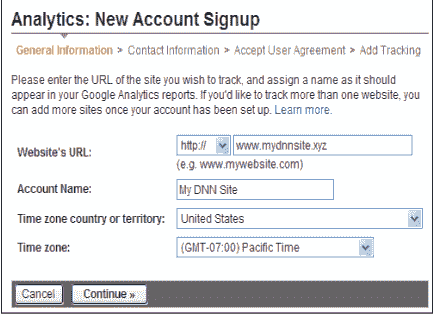 Analytics: New Account Signup
General Information > Contact Information > Accept User Agreement > Add Tracking
Please enter the URL of the site you wish to track, and assign a name as it should
appear in your Google Analytics reports. If you'd like to track more than one website, you
can add more sites once your account has been set up. Learn more.
Website's URL: http:// www.mydnnsite.xyz
(e.g. www.mywebsite.com)
Account Name: My DNN Site
Time zone country or territory: United States
Time zone: (GMT-07:00) Pacific Time
Cancel Continue »